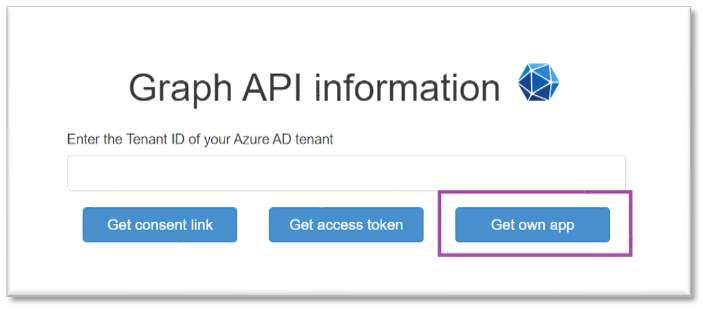 Graph API information
Enter the Tenant ID of your Azure AD tenant
Get consent link
Get access token
Get own app